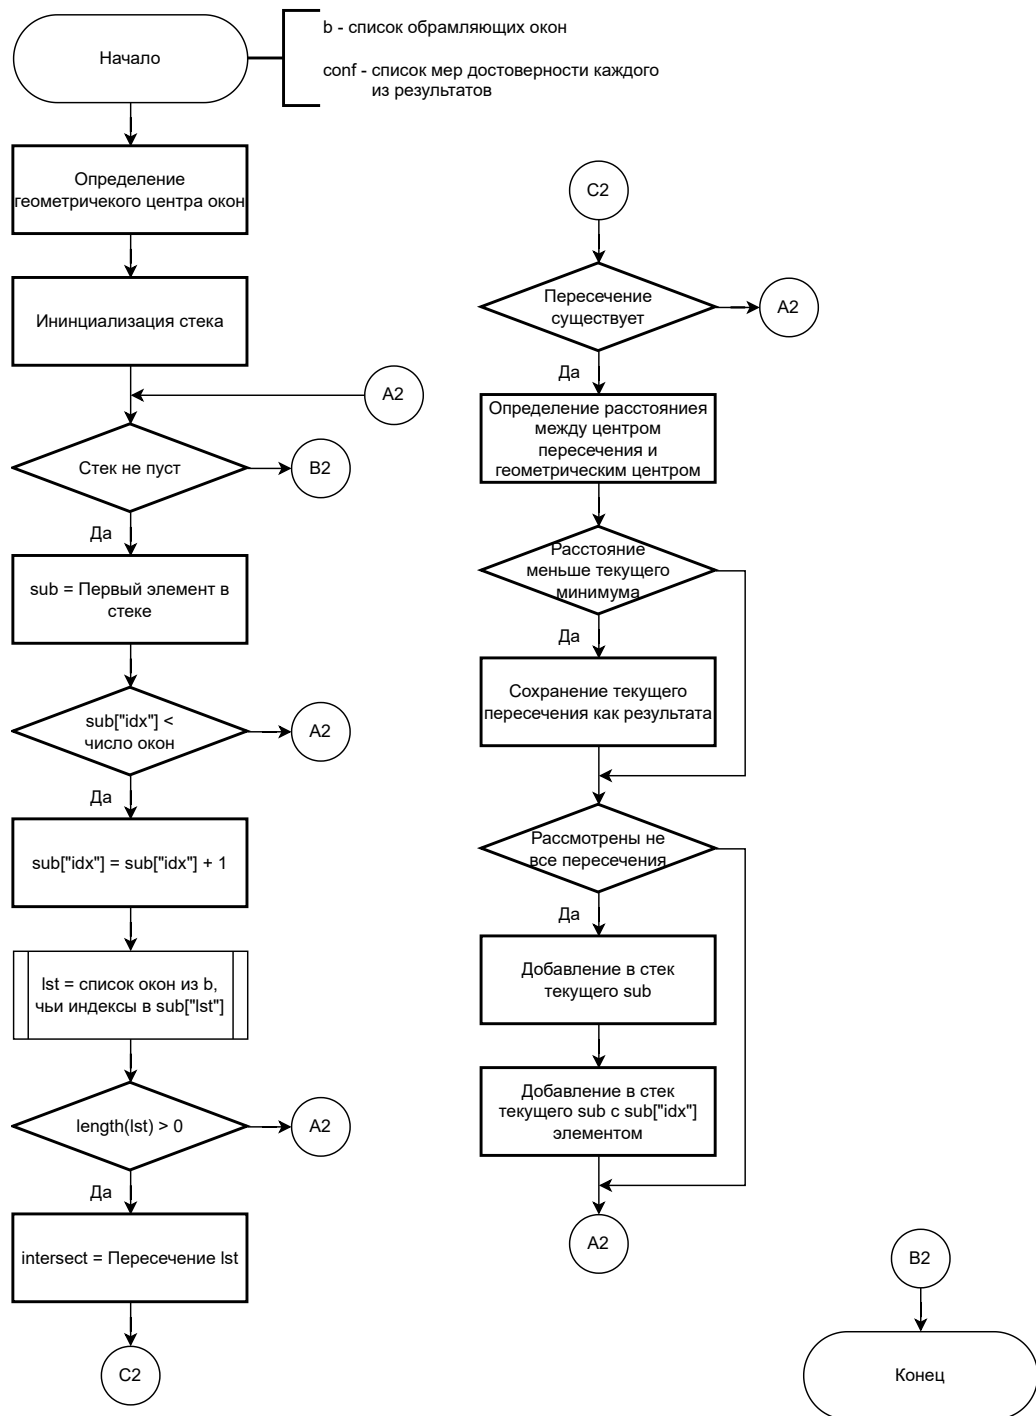 Начало
b - список обрамляющих окон
conf - список мер достоверности каждого
из результатов
Определение
геометричекого центра окон
Ининциализация стека
A2
Стек не пуст
B2
Да
sub = Первый элемент в
стеке
sub["idx"] <
число окон
A2
Да
sub["idx"] = sub["idx"] + 1
lst = список окон из b,
чьи индексы в sub["lst"]
length(lst) > 0
A2
Да
intersect = Пересечение lst
C2
C2
Пересечение
существует
A2
Да
Определение расстояниея
между центром
пересечения и
геометрическим центром
Расстояние
меньше текущего
минимума
Да
Сохранение текущего
пересечения как результата
Рассмотрены не
все пересечения
Да
Добавление в стек
текущего sub
Добавление в стек
текущего sub с sub["idx"]
элементом
A2
B2
Конец